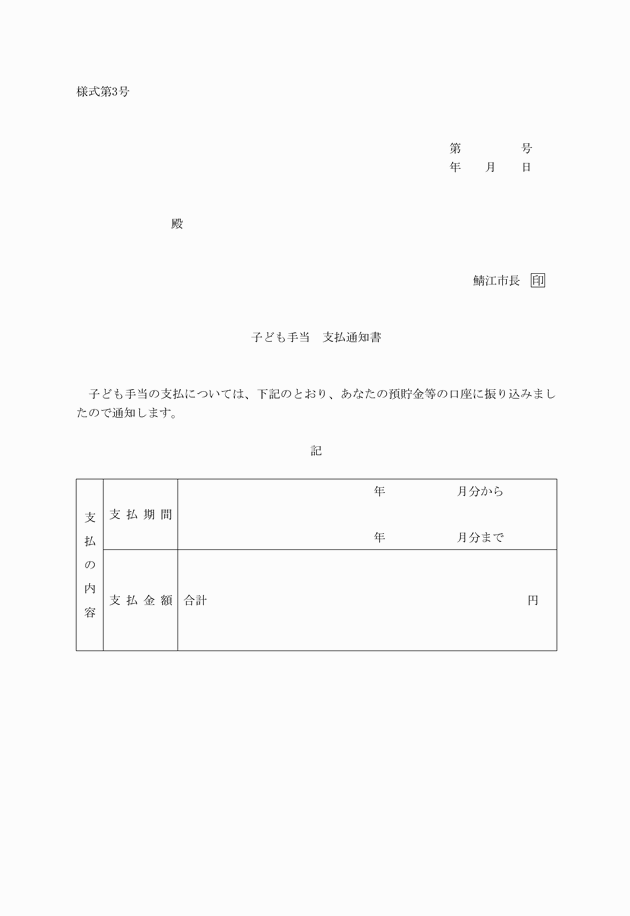 様式第3号
第　　　　　号
年　　月　　日
殿
鯖江市長　印
子ども手当　支払通知書
子ども手当の支払については、下記のとおり、あなたの預貯金等の口座に振り込みまし
たので通知します。
記
支払の内容
支払期間
年　　　　　　月分から
年　　　　　　月分まで
支払金額
合計　　　　　　円